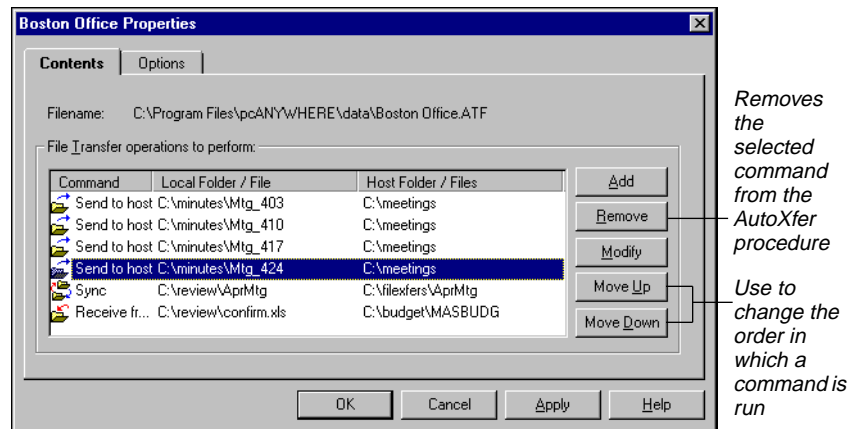 Boston Office Properties
Contents
Options
Filename: C:\Program Files\pcANYWHERE\data\Boston Office.ATF
File Transfer operations to perform:
Command Local Folder / File Host Folder / Files
Send to host C:\minutes\Mtg_403 C:\meetings
Send to host C:\minutes\Mtg_410 C:\meetings
Send to host C:\minutes\Mtg_417 C:\meetings
Send to host C:\minutes\Mtg_424 C:\meetings
Sync C:\review\AprMtg C:\filexfers\AprMtg
Receive fr... C:\review\confirm.xls C:\budget\MASBUDG
Add
Remove
Modify
Move Up
Move Down
OK Cancel Apply Help
Removes
the
selected
command
from the
AutoXfer
procedure
Use to
change the
order in
which a
command is
run